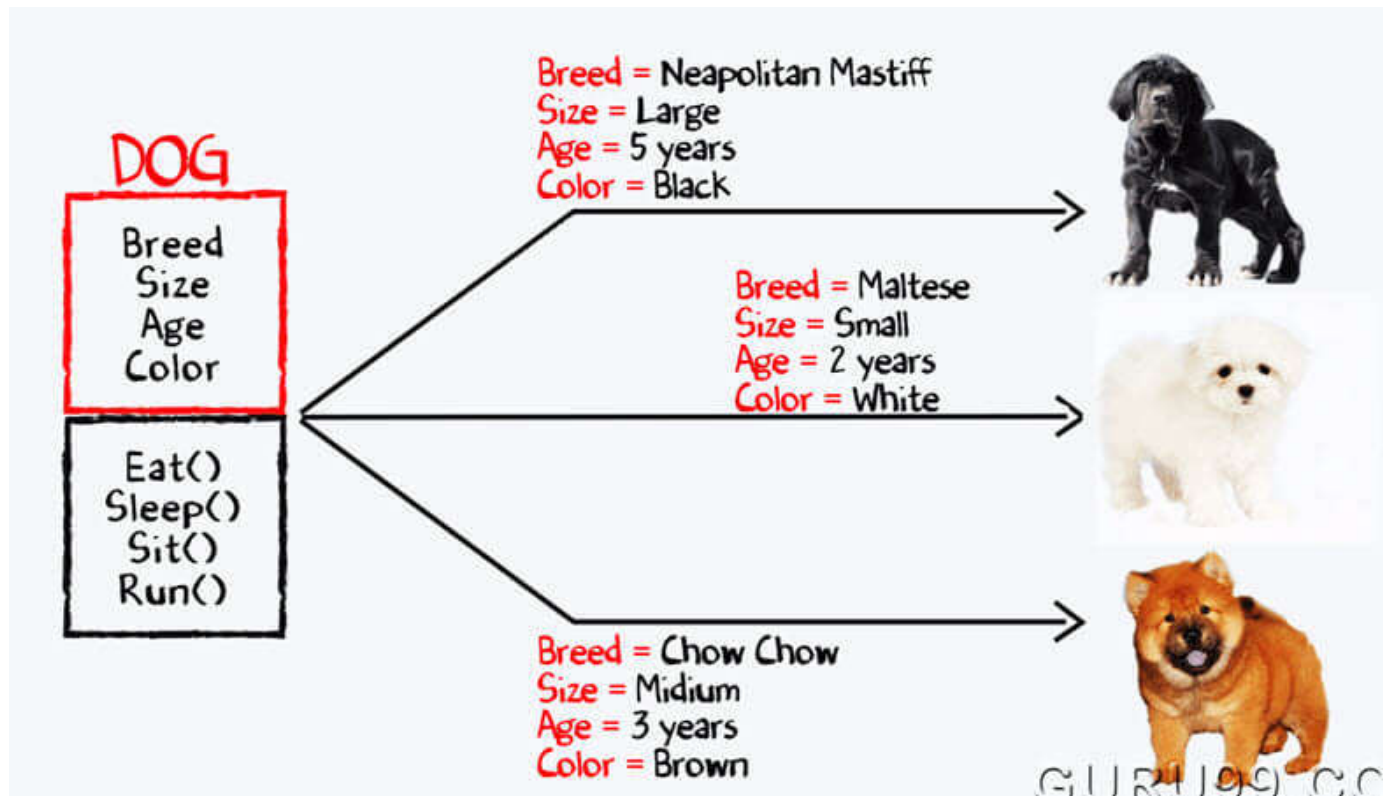 DOG
Breed
Size
Age
Color
Eat()
Sleep()
Sit()
Run()
Breed = Neapolitan Mastiff
Size = Large
Age = 5 years
Color = Black
Breed = Maltese
Size = Small
Age = 2 years
Color = White
Breed = Chow Chow
Size = Midium
Age = 3 years
Color = Brown
GURU99 CO